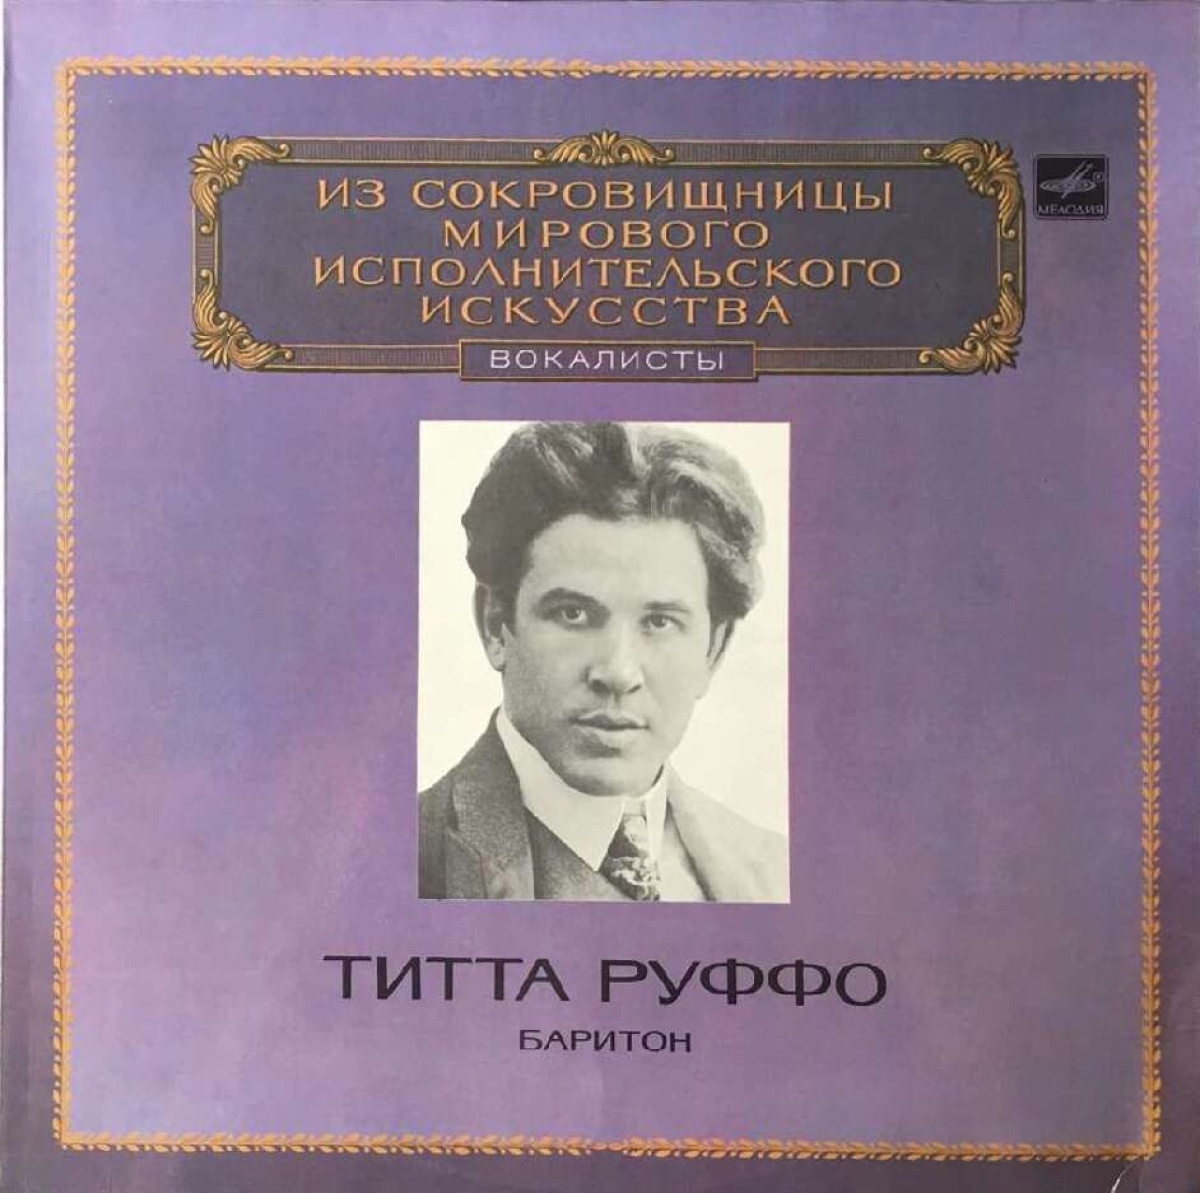 ИЗ СОКРОВИЩНИЦЫ
МИРОВОГО
ИСПОЛНИТЕЛЬСКОГО
ИСКУССТВА
ВОКАЛИСТЫ
МЕЛОДИЯ
ТИТТА РУФФО
БАРИТОН